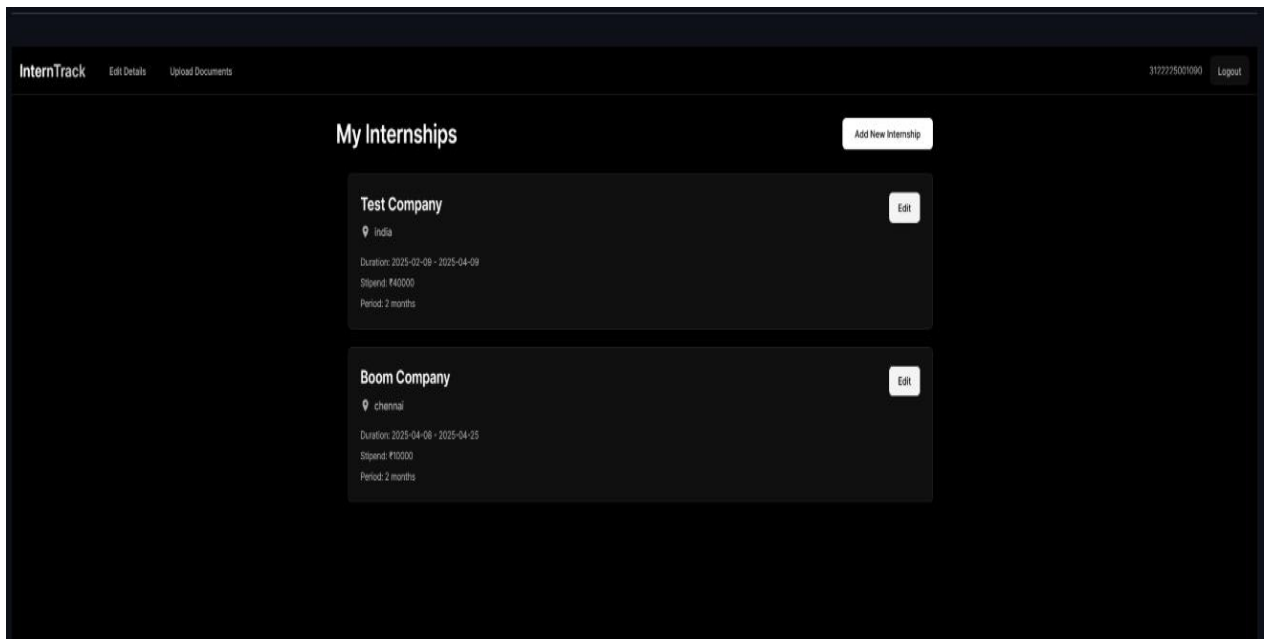 InternTrack Edit Details Upload Documents 3122225001090 Logout
My Internships Add New Internship
Test Company Edit
india
Duration: 2025-02-09 - 2025-04-09
Stipend: ₹40000
Period: 2 months
Boom Company Edit
chennai
Duration: 2025-04-08 - 2025-04-25
Stipend: ₹10000
Period: 2 months